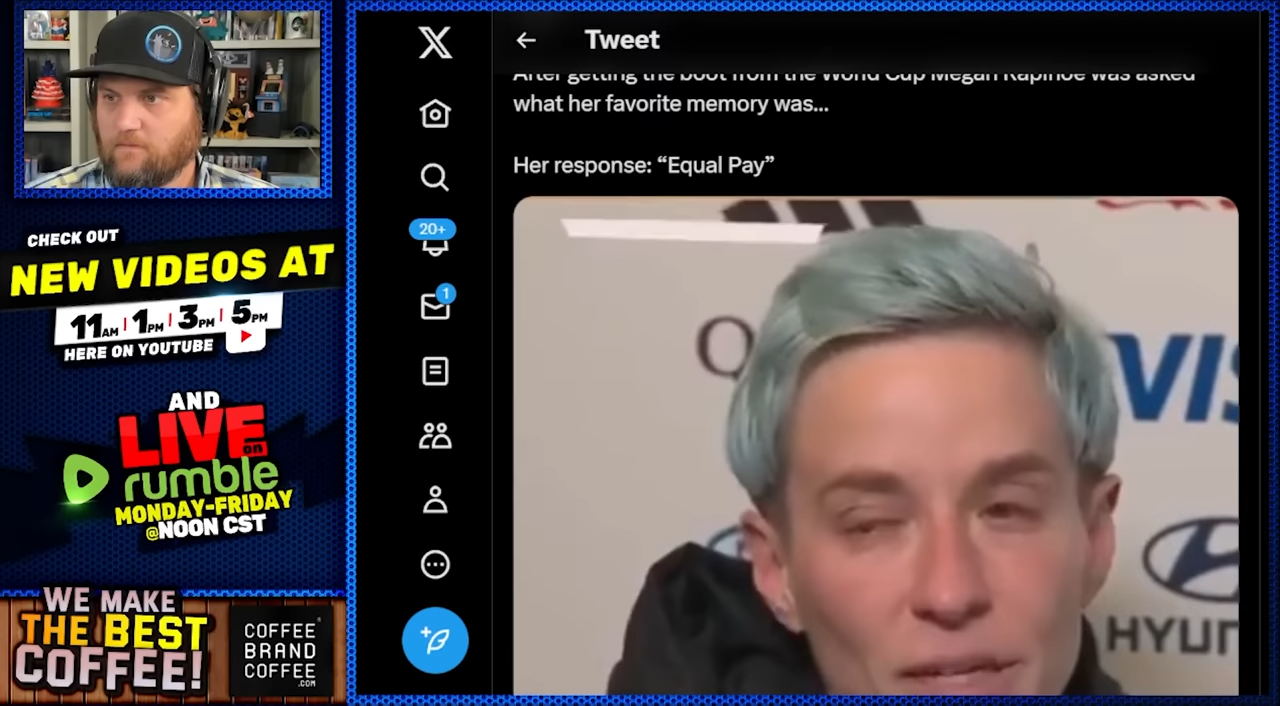 Tweet
After getting the boot from the World Cup Megan Rapinoe was asked
what her favorite memory was...
Her response: “Equal Pay”
20+
1
VIS
HYUN
CHECK OUT
NEW VIDEOS AT
11AM | 1PM | 3PM | 5PM
HERE ON YOUTUBE
AND
LIVE on
rumble
MONDAY-FRIDAY
@NOON CST
WE MAKE
THE BEST
COFFEE!
COFFEE
BRAND
COFFEE
.COM